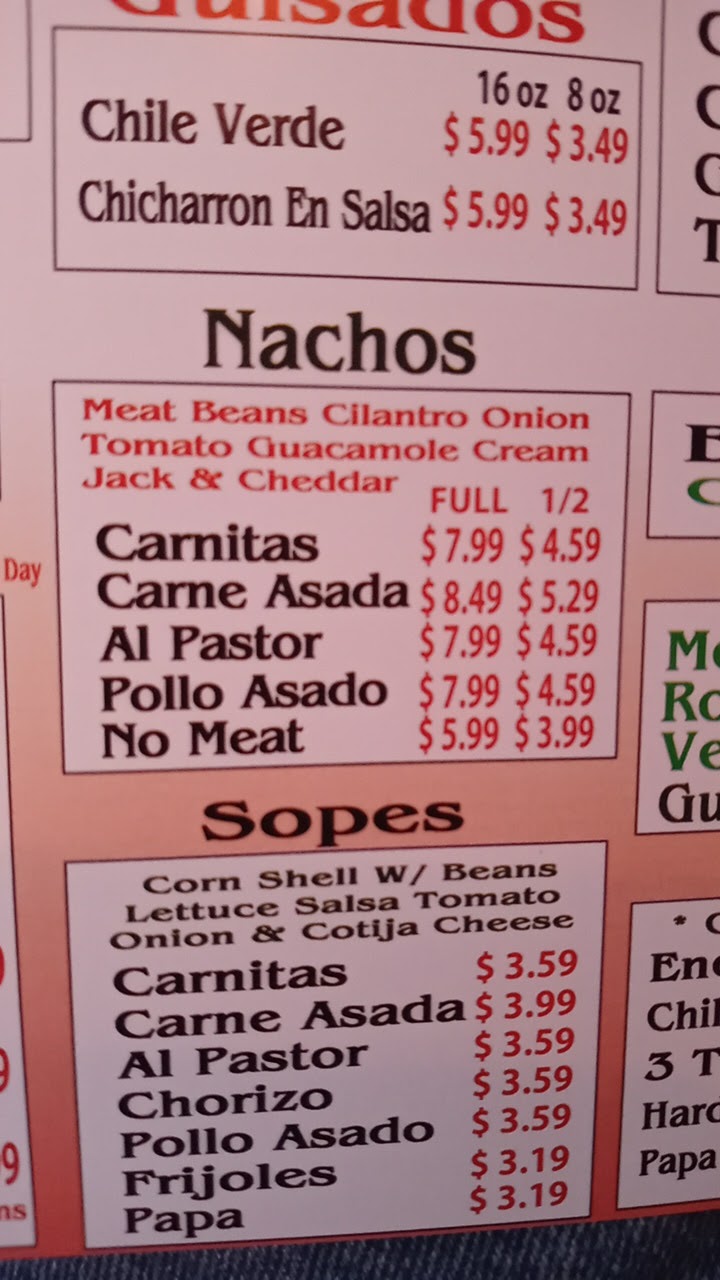 Guisados
16 oz 8 oz
Chile Verde $ 5.99 $ 3.49
Chicharron En Salsa $ 5.99 $ 3.49
Nachos
Meat Beans Cilantro Onion
Tomato Guacamole Cream
Jack & Cheddar
FULL 1/2
Carnitas $ 7.99 $ 4.59
Carne Asada $ 8.49 $ 5.29
Al Pastor $ 7.99 $ 4.59
Pollo Asado $ 7.99 $ 4.59
No Meat $ 5.99 $ 3.99
Sopes
Corn Shell W/ Beans
Lettuce Salsa Tomato
Onion & Cotija Cheese
Carnitas $ 3.59
Carne Asada $ 3.99
Al Pastor $ 3.59
Chorizo $ 3.59
Pollo Asado $ 3.59
Frijoles $ 3.19
Papa $ 3.19
Day
3 T
Papa